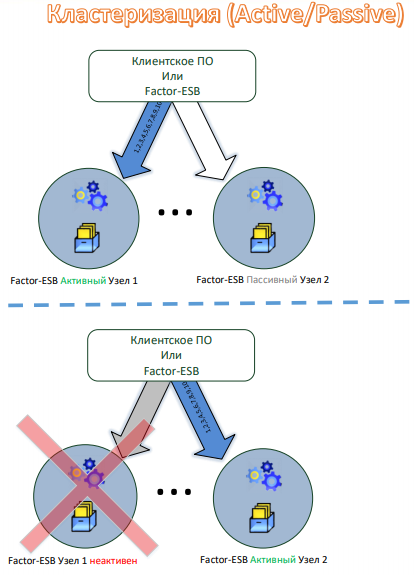 Кластеризация (Active/Passive)
Клиентское ПО
Или
Factor-ESB
1,2,3,4,5,6,7,8,9,10
Factor-ESB Активный Узел 1
Factor-ESB Пассивный Узел 2
Клиентское ПО
Или
Factor-ESB
1,2,3,4,5,6,7,8,9,10
Factor-ESB Узел 1 неактивен
Factor-ESB Активный Узел 2